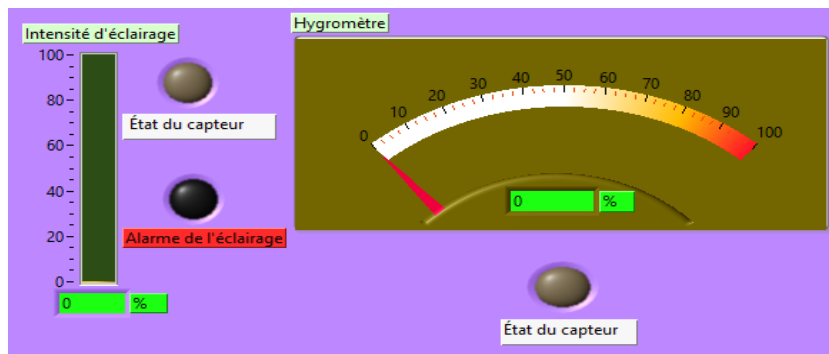 Intensité d'éclairage
100
80
60
40
20
0
0 %
État du capteur
Alarme de l'éclairage
Hygromètre
0 10 20 30 40 50 60 70 80 90 100
0 %
État du capteur